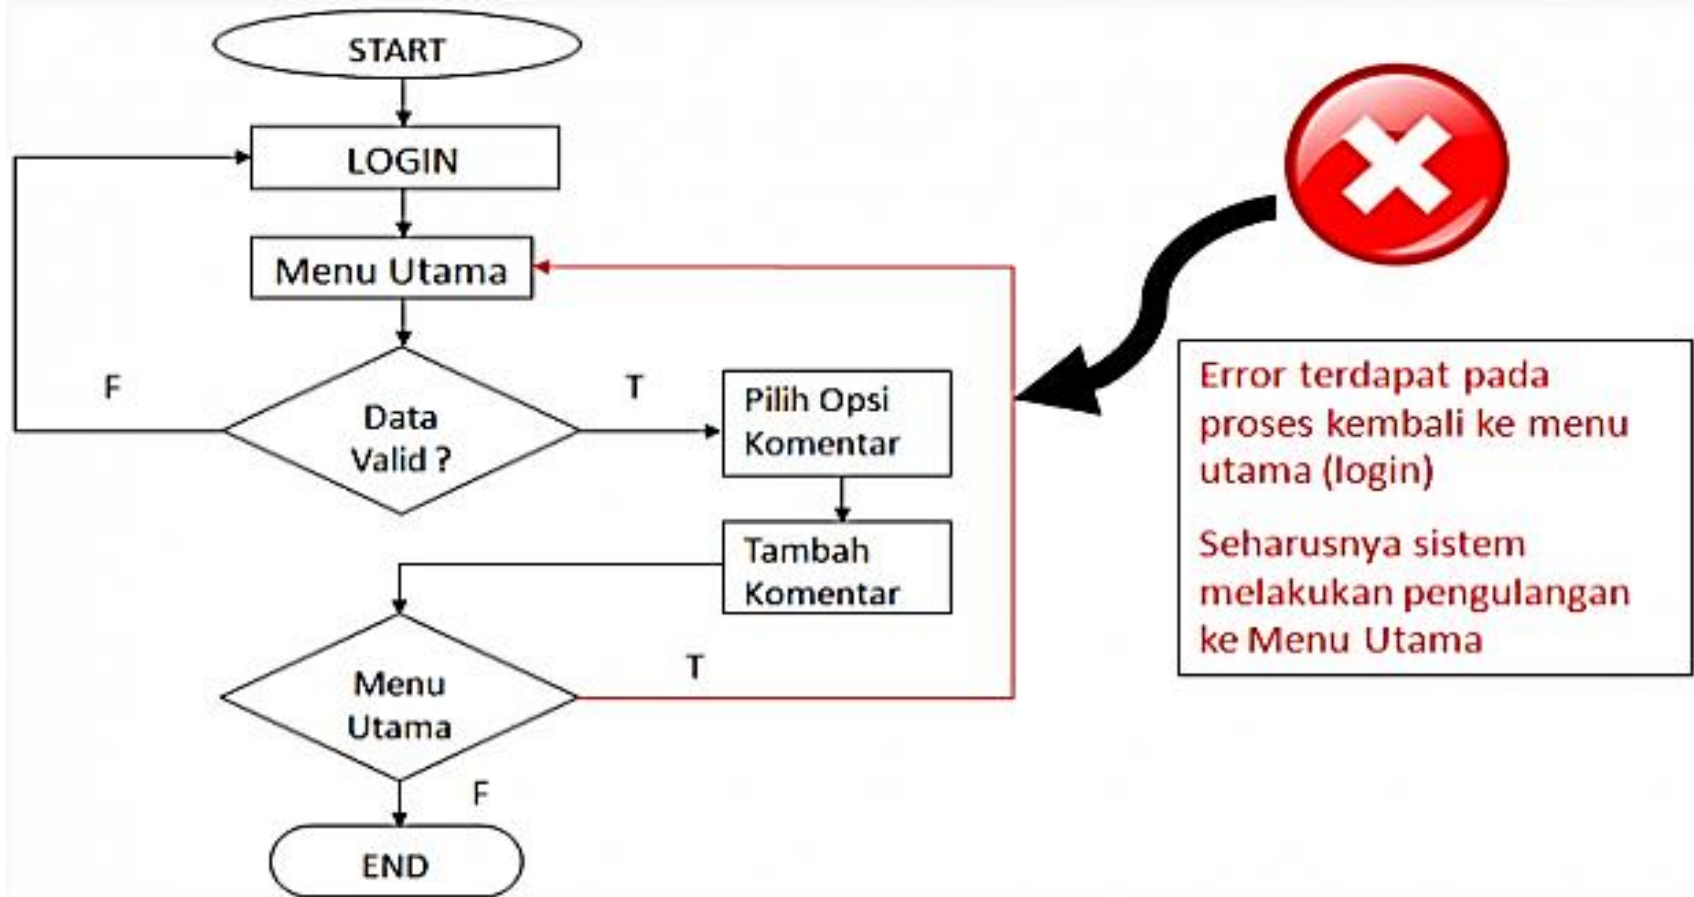 START
LOGIN
Menu Utama
F
Data
Valid ?
T
Pilih Opsi
Komentar
Tambah
Komentar
Menu
Utama
T
F
END
Error terdapat pada
proses kembali ke menu
utama (login)
Seharusnya sistem
melakukan pengulangan
ke Menu Utama